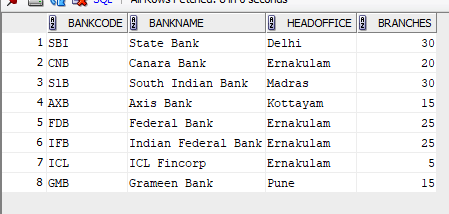 SQL | All Rows Fetched: 8 in 0 seconds
BANKCODE BANKNAME HEADOFFICE BRANCHES
1 SBI State Bank Delhi 30
2 CNB Canara Bank Ernakulam 20
3 SlB South Indian Bank Madras 30
4 AXB Axis Bank Kottayam 15
5 FDB Federal Bank Ernakulam 25
6 IFB Indian Federal Bank Ernakulam 25
7 ICL ICL Fincorp Ernakulam 5
8 GMB Grameen Bank Pune 15